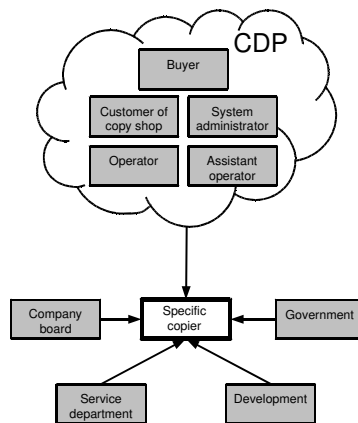 CDP
Buyer
Customer of
copy shop
System
administrator
Operator
Assistant
operator
Company
board
Specific
copier
Government
Service
department
Development